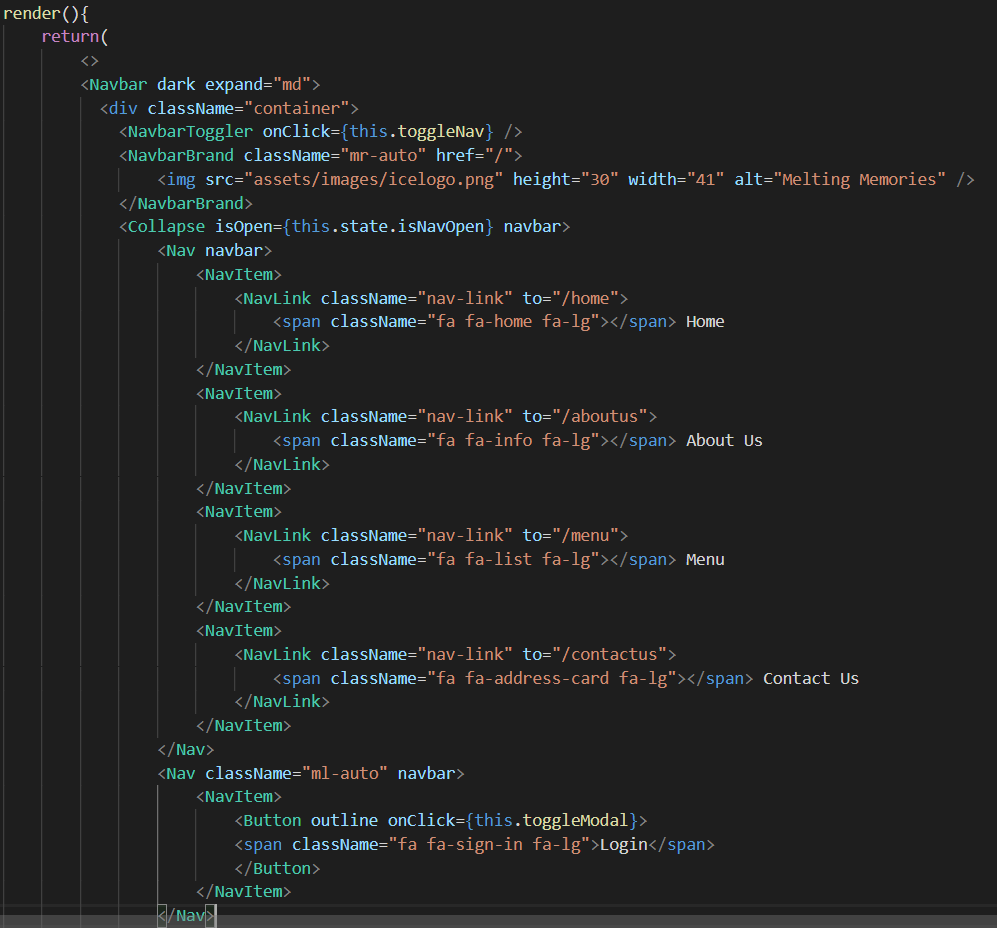 render(){
    return(
        <>
        <Navbar dark expand="md">
          <div className="container">
            <NavbarToggler onClick={this.toggleNav} />
            <NavbarBrand className="mr-auto" href="/">
                <img src="assets/images/icelogo.png" height="30" width="41" alt="Melting Memories" />
            </NavbarBrand>
            <Collapse isOpen={this.state.isNavOpen} navbar>
                <Nav navbar>
                    <NavItem>
                        <NavLink className="nav-link" to="/home">
                            <span className="fa fa-home fa-lg"></span> Home
                        </NavLink>
                    </NavItem>
                    <NavItem>
                        <NavLink className="nav-link" to="/aboutus">
                            <span className="fa fa-info fa-lg"></span> About Us
                        </NavLink>
                    </NavItem>
                    <NavItem>
                        <NavLink className="nav-link" to="/menu">
                            <span className="fa fa-list fa-lg"></span> Menu
                        </NavLink>
                    </NavItem>
                    <NavItem>
                        <NavLink className="nav-link" to="/contactus">
                            <span className="fa fa-address-card fa-lg"></span> Contact Us
                        </NavLink>
                    </NavItem>
                </Nav>
                <Nav className="ml-auto" navbar>
                    <NavItem>
                        <Button outline onClick={this.toggleModal}>
                        <span className="fa fa-sign-in fa-lg">Login</span>
                        </Button>
                    </NavItem>
                </Nav>